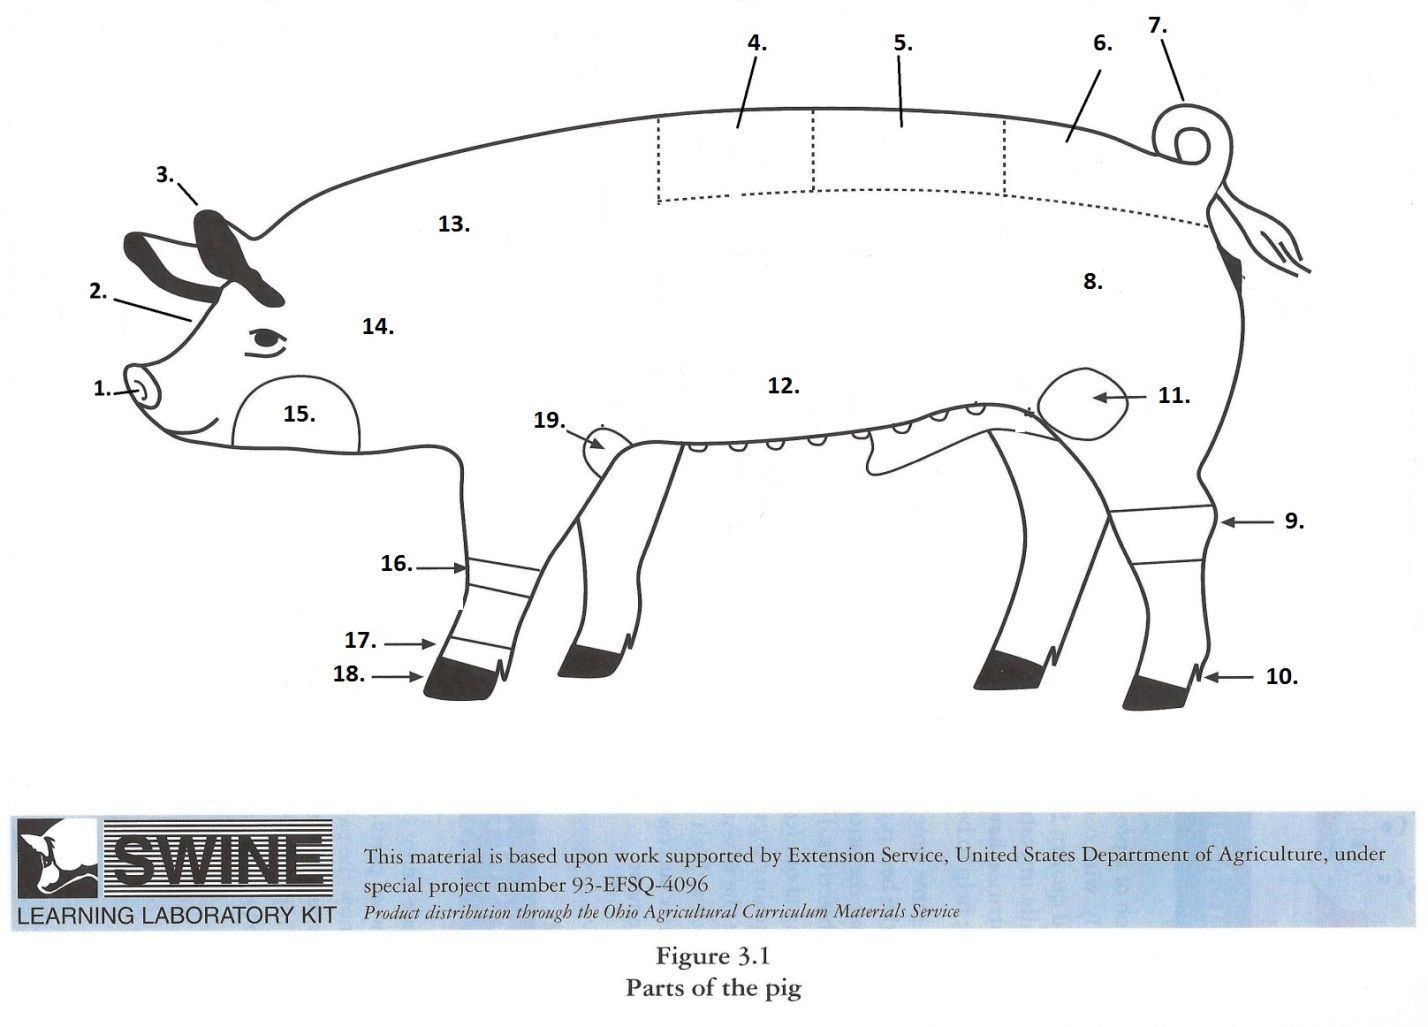 7.
4. 5. 6.
3.
13.
2.
8.
14.
12.
1.
11.
15.
19.
9.
16.
17.
18.
10.
SWINE
LEARNING LABORATORY KIT
This material is based upon work supported by Extension Service, United States Department of Agriculture, under
special project number 93-EFSQ-4096
Product distribution through the Ohio Agricultural Curriculum Materials Service
Figure 3.1
Parts of the pig